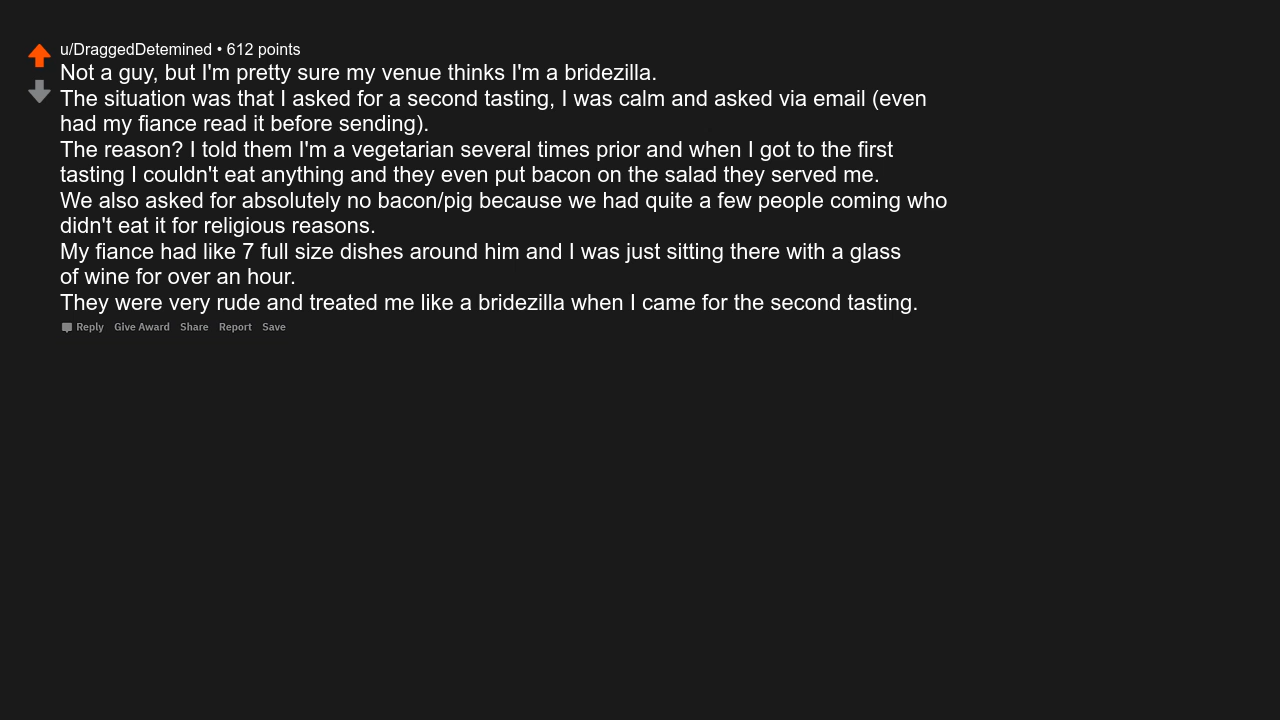 u/DraggedDetemined • 612 points
Not a guy, but I'm pretty sure my venue thinks I'm a bridezilla.
The situation was that I asked for a second tasting, I was calm and asked via email (even
had my fiance read it before sending).
The reason? I told them I'm a vegetarian several times prior and when I got to the first
tasting I couldn't eat anything and they even put bacon on the salad they served me.
We also asked for absolutely no bacon/pig because we had quite a few people coming who
didn't eat it for religious reasons.
My fiance had like 7 full size dishes around him and I was just sitting there with a glass
of wine for over an hour.
They were very rude and treated me like a bridezilla when I came for the second tasting.
Reply Give Award Share Report Save